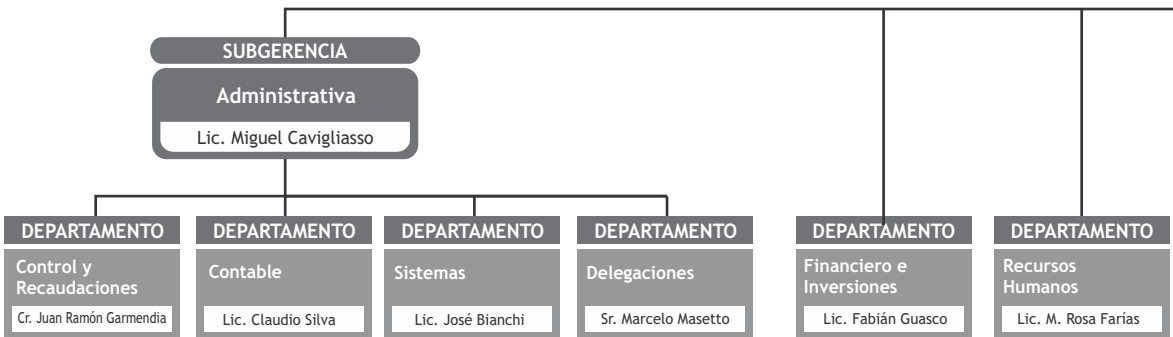 SUBGERENCIA
Administrativa
Lic. Miguel Cavigliasso
DEPARTAMENTO
Control y
Recaudaciones
Cr. Juan Ramón Garmendia
DEPARTAMENTO
Contable
Lic. Claudio Silva
DEPARTAMENTO
Sistemas
Lic. José Bianchi
DEPARTAMENTO
Delegaciones
Sr. Marcelo Masetto
DEPARTAMENTO
Financiero e
Inversiones
Lic. Fabián Guasco
DEPARTAMENTO
Recursos
Humanos
Lic. M. Rosa Farías